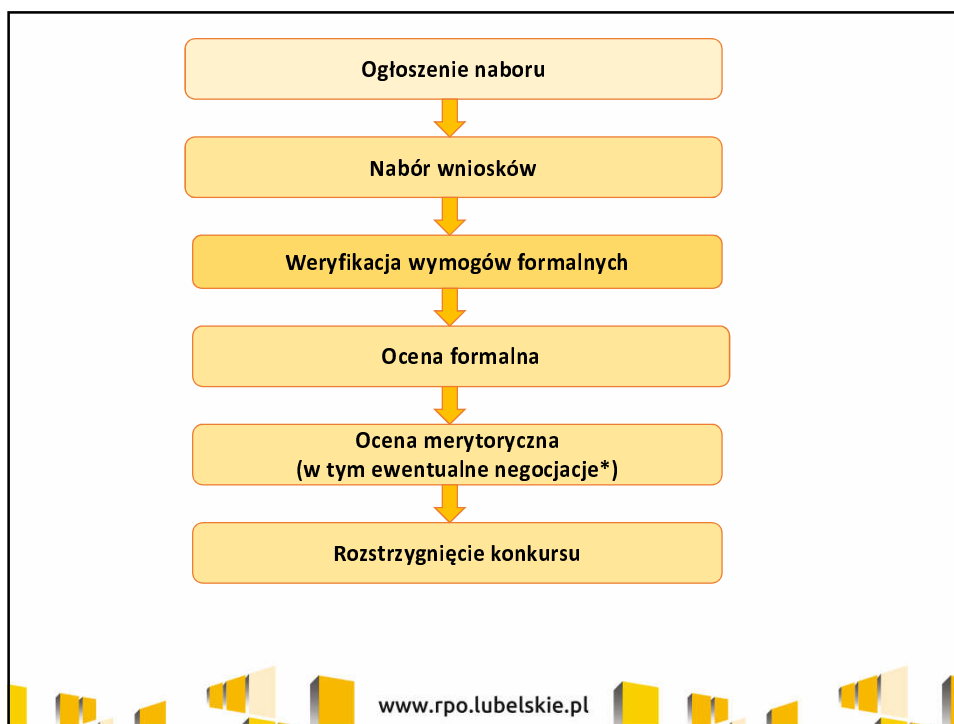 Ogłoszenie naboru
Nabór wniosków
Weryfikacja wymogów formalnych
Ocena formalna
Ocena merytoryczna
(w tym ewentualne negocjacje*)
Rozstrzygnięcie konkursu
www.rpo.lubelskie.pl